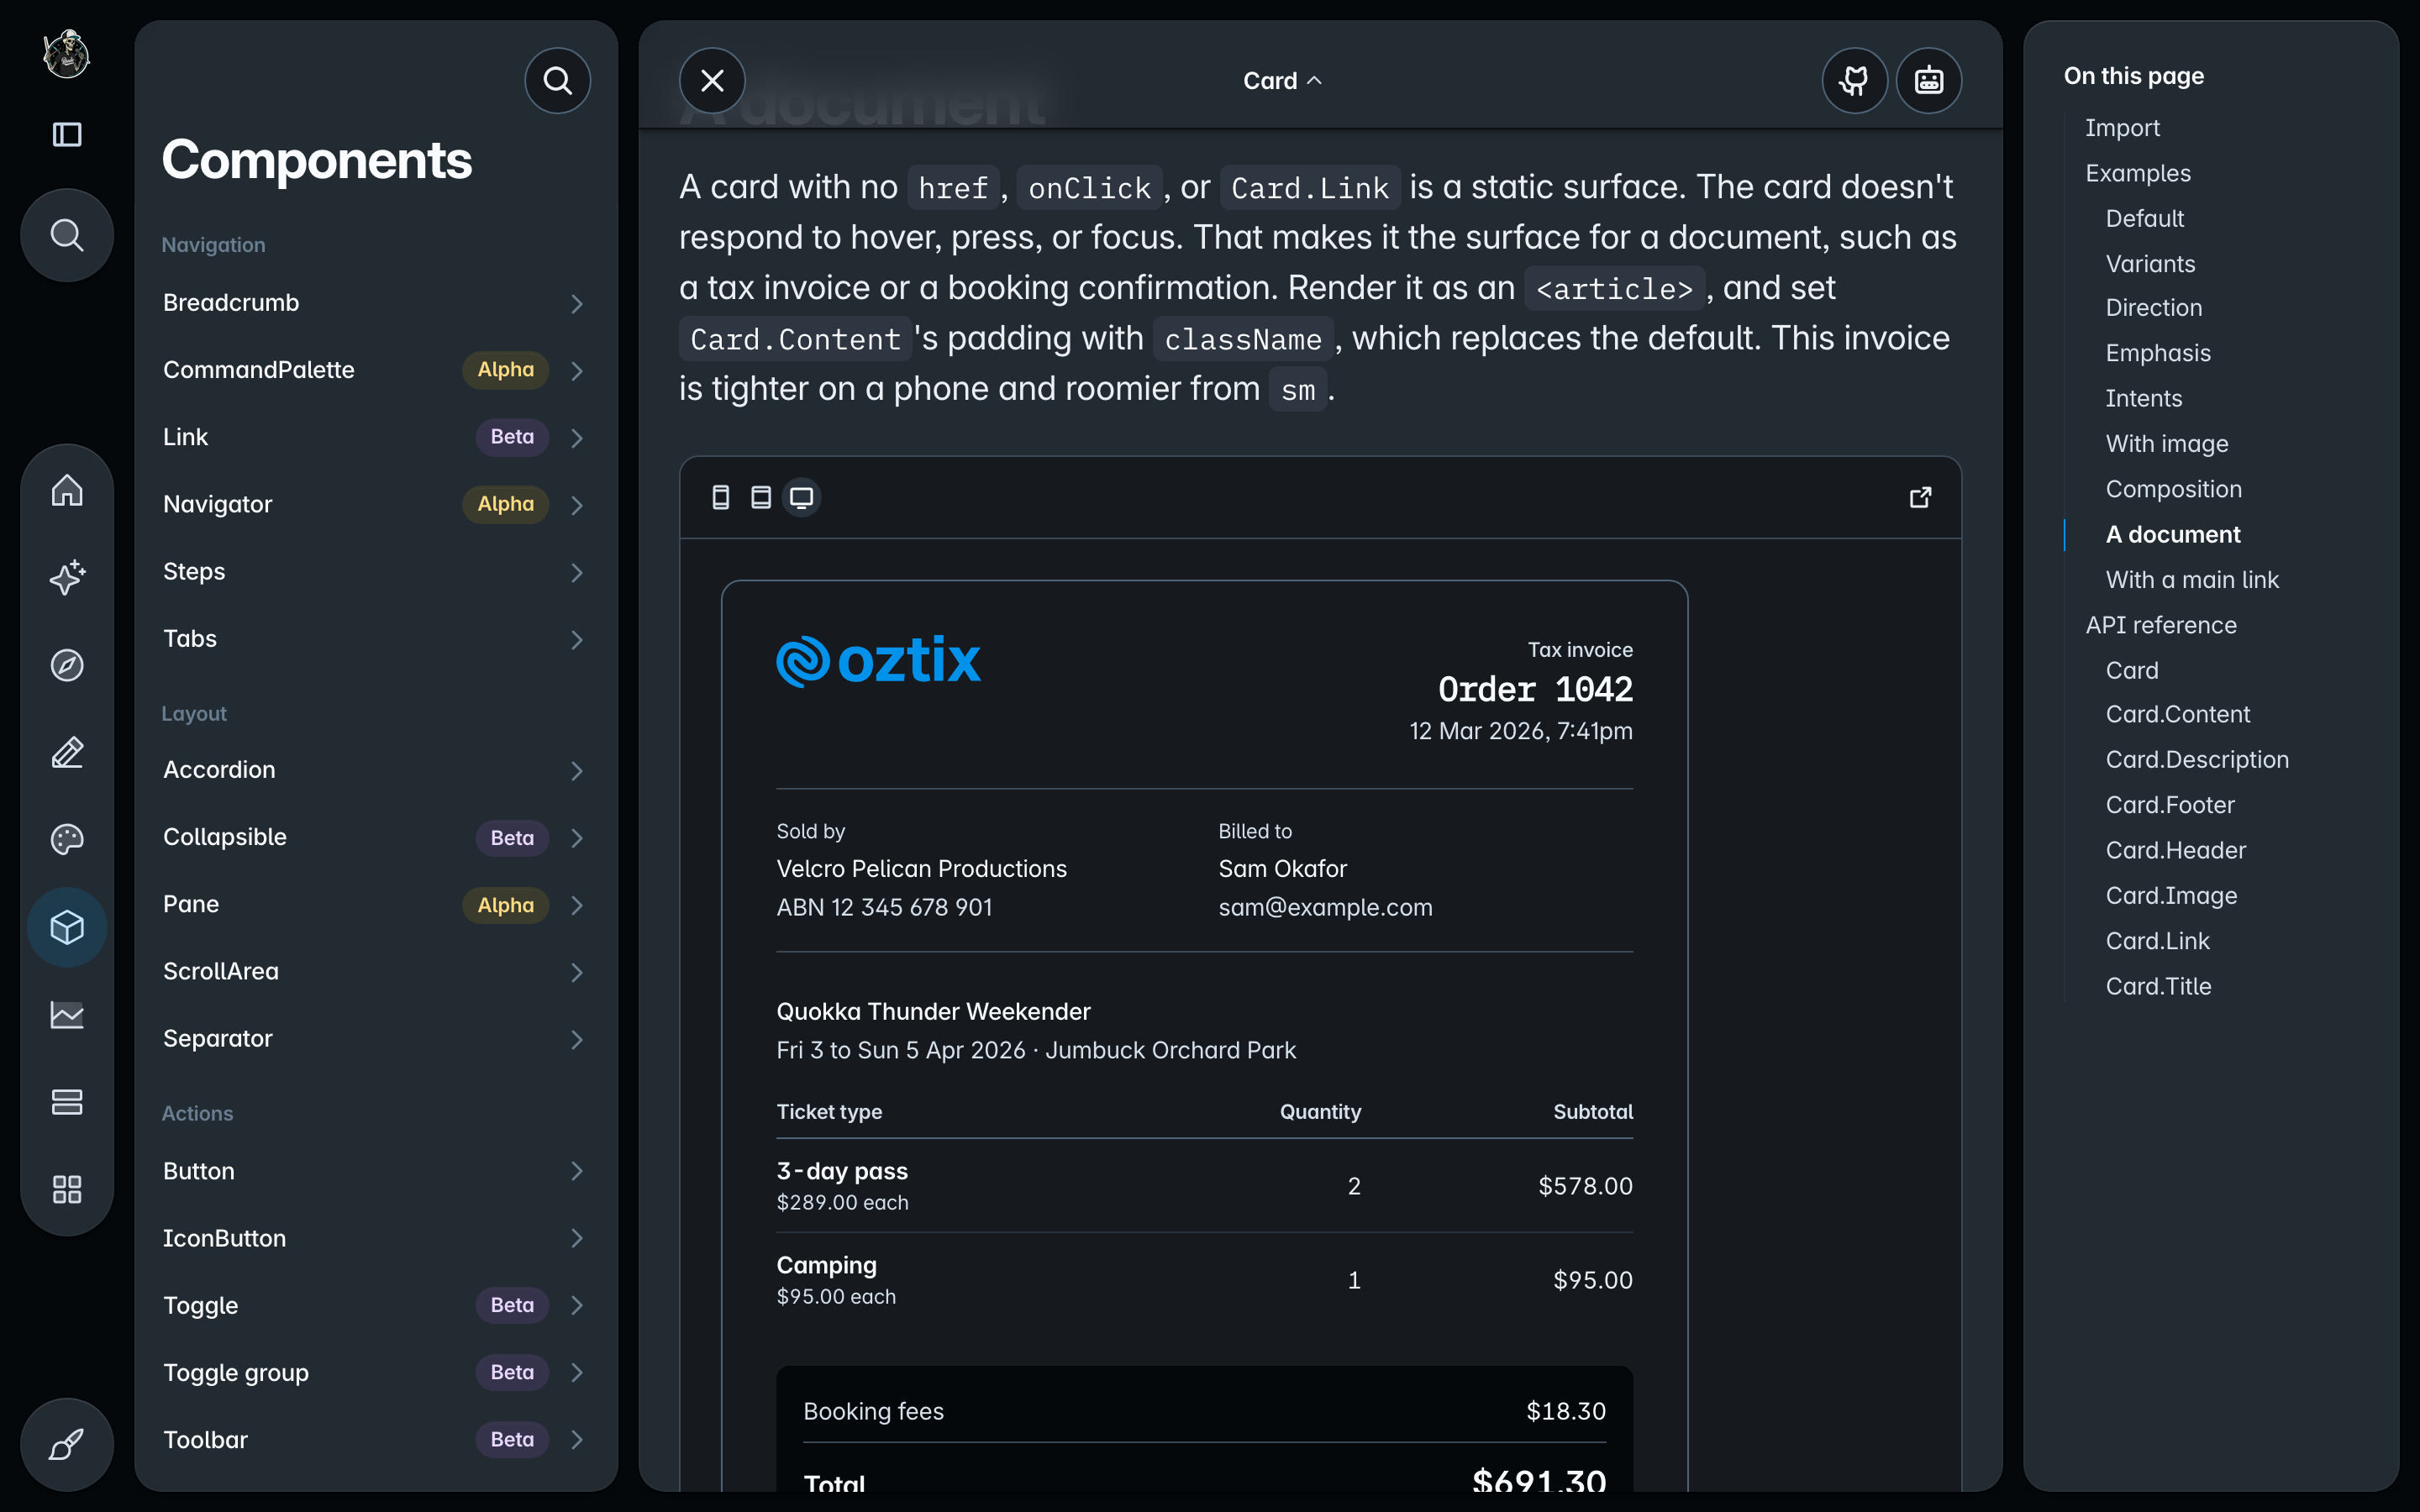 Components
Navigation
Breadcrumb
CommandPalette Alpha
Link Beta
Navigator Alpha
Steps
Tabs
Layout
Accordion
Collapsible Beta
Pane Alpha
ScrollArea
Separator
Actions
Button
IconButton
Toggle Beta
Toggle group Beta
Toolbar Beta
Card
A document
A card with no href, onClick, or Card.Link is a static surface. The card doesn't
respond to hover, press, or focus. That makes it the surface for a document, such as
a tax invoice or a booking confirmation. Render it as an <article>, and set
Card.Content's padding with className, which replaces the default. This invoice
is tighter on a phone and roomier from sm.
oztix
Tax invoice
Order 1042
12 Mar 2026, 7:41pm
Sold by
Velcro Pelican Productions
ABN 12 345 678 901
Billed to
Sam Okafor
sam@example.com
Quokka Thunder Weekender
Fri 3 to Sun 5 Apr 2026 · Jumbuck Orchard Park
Ticket type Quantity Subtotal
3-day pass
$289.00 each
2 $578.00
Camping
$95.00 each
1 $95.00
Booking fees $18.30
Total $691.30
On this page
Import
Examples
Default
Variants
Direction
Emphasis
Intents
With image
Composition
A document
With a main link
API reference
Card
Card.Content
Card.Description
Card.Footer
Card.Header
Card.Image
Card.Link
Card.Title